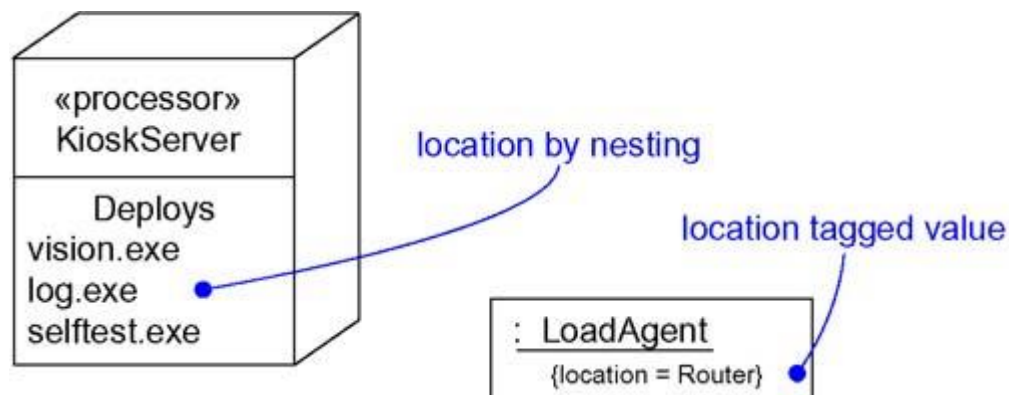 «processor»
KioskServer
location by nesting
Deploys
vision.exe
log.exe
selftest.exe
location tagged value
: LoadAgent
{location = Router}